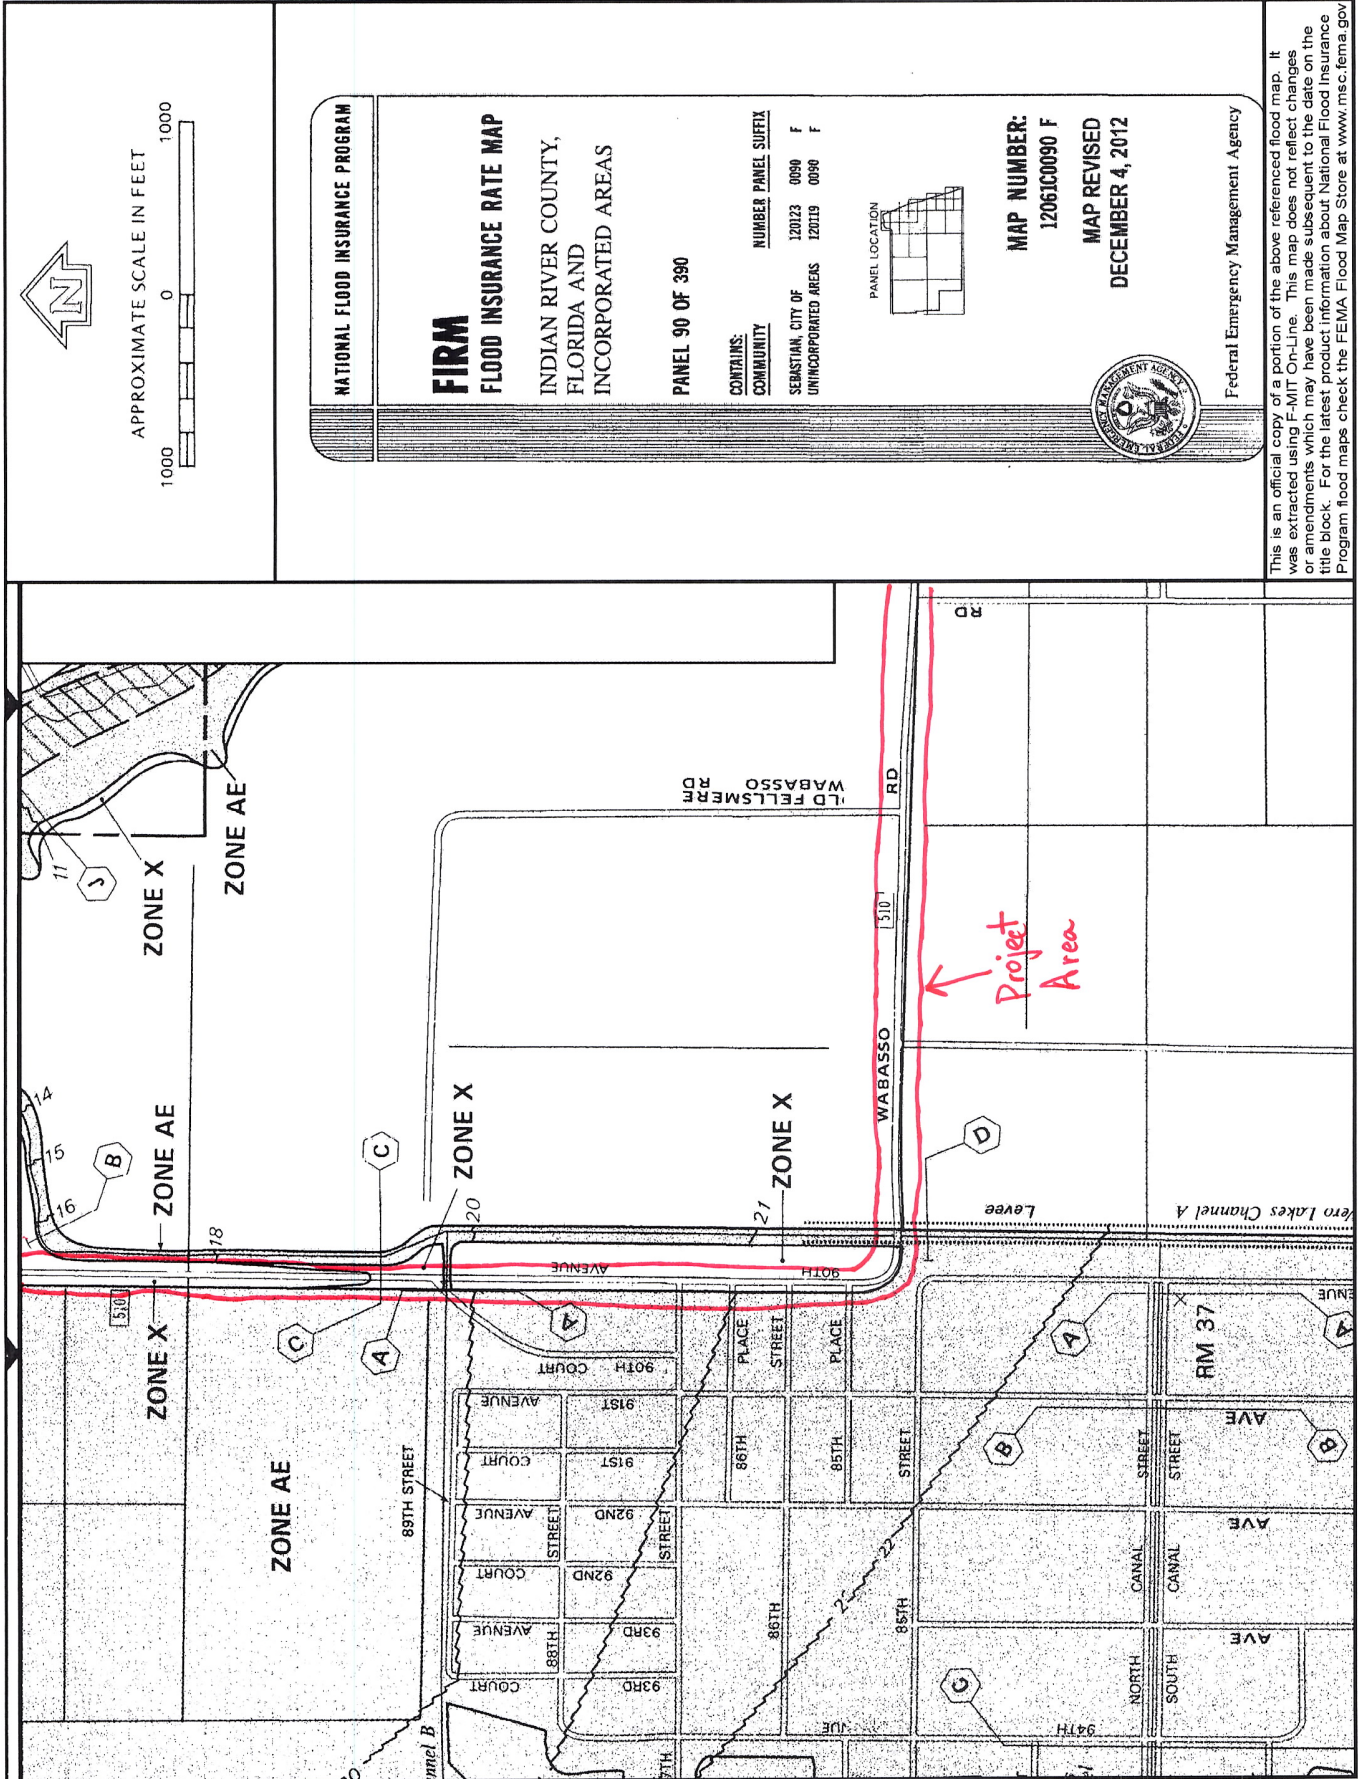 APPROXIMATE SCALE IN FEET
1000 0 1000
N
NATIONAL FLOOD INSURANCE PROGRAM
FIRM
FLOOD INSURANCE RATE MAP
INDIAN RIVER COUNTY,
FLORIDA AND
INCORPORATED AREAS
PANEL 90 OF 390
CONTAINS:
COMMUNITY NUMBER PANEL SUFFIX
SEBASTIAN, CITY OF 120123 0090 F
UNINCORPORATED AREAS 120119 0090 F
PANEL LOCATION
MAP NUMBER:
12061C0090 F
MAP REVISED
DECEMBER 4, 2012
FEDERAL EMERGENCY MANAGEMENT AGENCY
Federal Emergency Management Agency
This is an official copy of a portion of the above referenced flood map. It
was extracted using F-MIT On-Line. This map does not reflect changes
or amendments which may have been made subsequent to the date on the
title block. For the latest product information about National Flood Insurance
Program flood maps check the FEMA Flood Map Store at www.msc.fema.gov
ZONE AE
ZONE X
J
11
14
15
16
B
ZONE AE
18
C
510
ZONE X
C
A
ZONE AE
ZONE X
20
21
ZONE X
WABASSO
RD
510
RD
WABASSO RD
Project
Area
D
Levee
Vero Lakes Channel A
90TH
AVENUE
A
89TH STREET
90TH
COURT
91ST
AVENUE
91ST
COURT
92ND
AVENUE
92ND
COURT
93RD
AVENUE
93RD
COURT
88TH
STREET
STREET
86TH
PLACE
86TH
STREET
85TH
PLACE
85TH
STREET
22
A
RM 37
A
B
B
G
AVE
AVE
AVE
NORTH
CANAL
STREET
SOUTH
CANAL
STREET
94TH